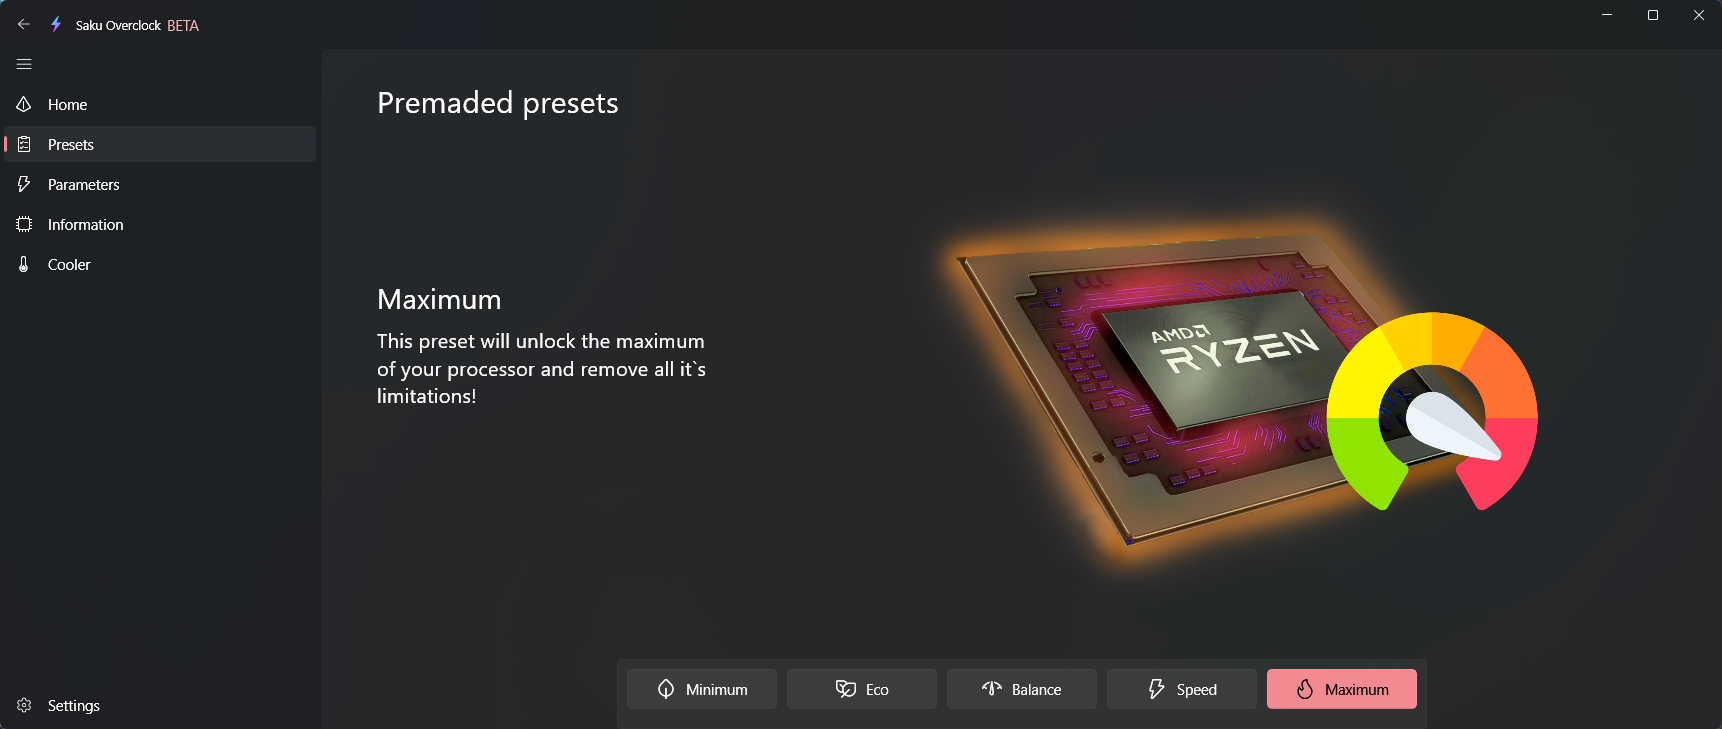 Saku Overclock BETA
Home
Presets
Parameters
Information
Cooler
Settings
Premaded presets
Maximum
This preset will unlock the maximum
of your processor and remove all it`s
limitations!
AMD
RYZEN
Minimum
Eco
Balance
Speed
Maximum